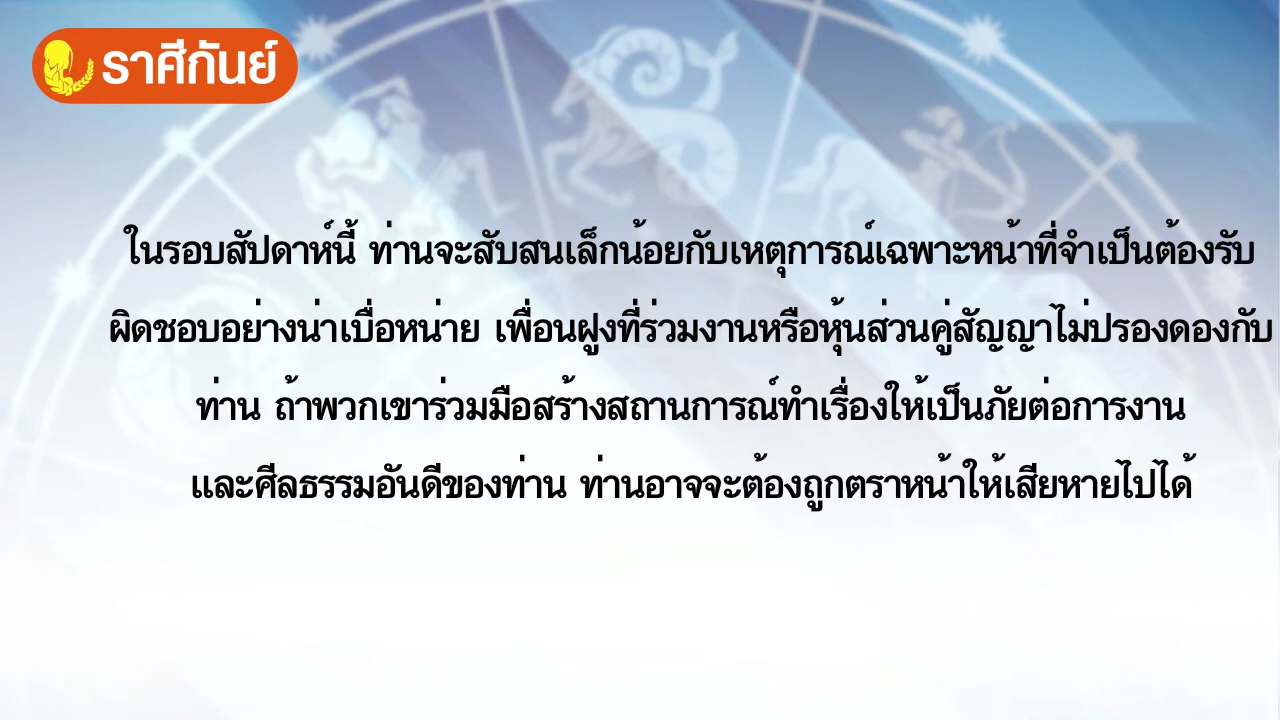 ราศีกันย์
ในรอบสัปดาห์นี้ ท่านจะสับสนเล็กน้อยกับเหตุการณ์เฉพาะหน้าที่จำเป็นต้องรับ
ผิดชอบอย่างน่าเบื่อหน่าย เพื่อนฝูงที่ร่วมงานหรือหุ้นส่วนคู่สัญญาไม่ปรองดองกับ
ท่าน ถ้าพวกเขาร่วมมือสร้างสถานการณ์ทำเรื่องให้เป็นภัยต่อการงาน
และศีลธรรมอันดีของท่าน ท่านอาจจะต้องถูกตราหน้าให้เสียหายไปได้